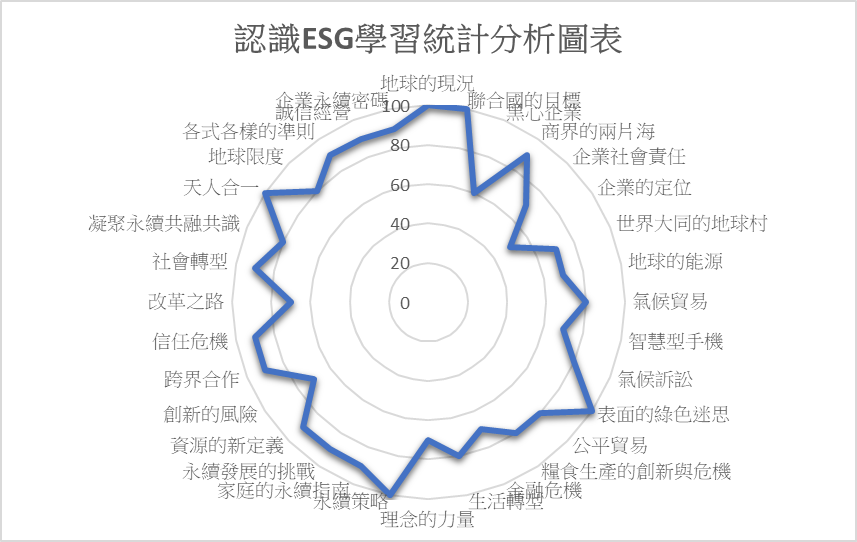 認識ESG學習統計分析圖表
地球的現況
聯合國的目標
黑心企業
商界的兩片海
企業社會責任
企業的定位
世界大同的地球村
地球的能源
氣候貿易
智慧型手機
氣候訴訟
表面的綠色迷思
公平貿易
糧食生產的創新與危機
金融危機
生活轉型
理念的力量
永續策略
家庭的永續指南
永續發展的挑戰
資源的新定義
創新的風險
跨界合作
信任危機
改革之路
社會轉型
凝聚永續共融共識
天人合一
地球限度
各式各樣的準則
誠信經營
企業永續密碼
100
80
60
40
20
0